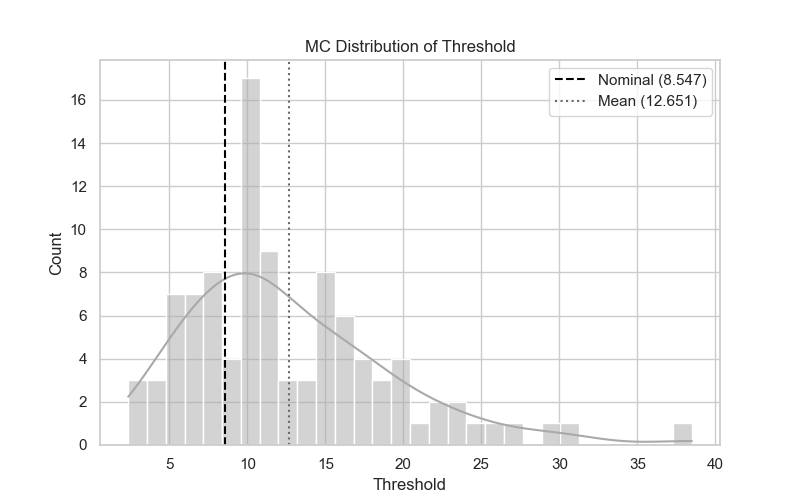 MC Distribution of Threshold
Nominal (8.547)
Mean (12.651)
Count
16
14
12
10
8
6
4
2
0
5 10 15 20 25 30 35 40
Threshold